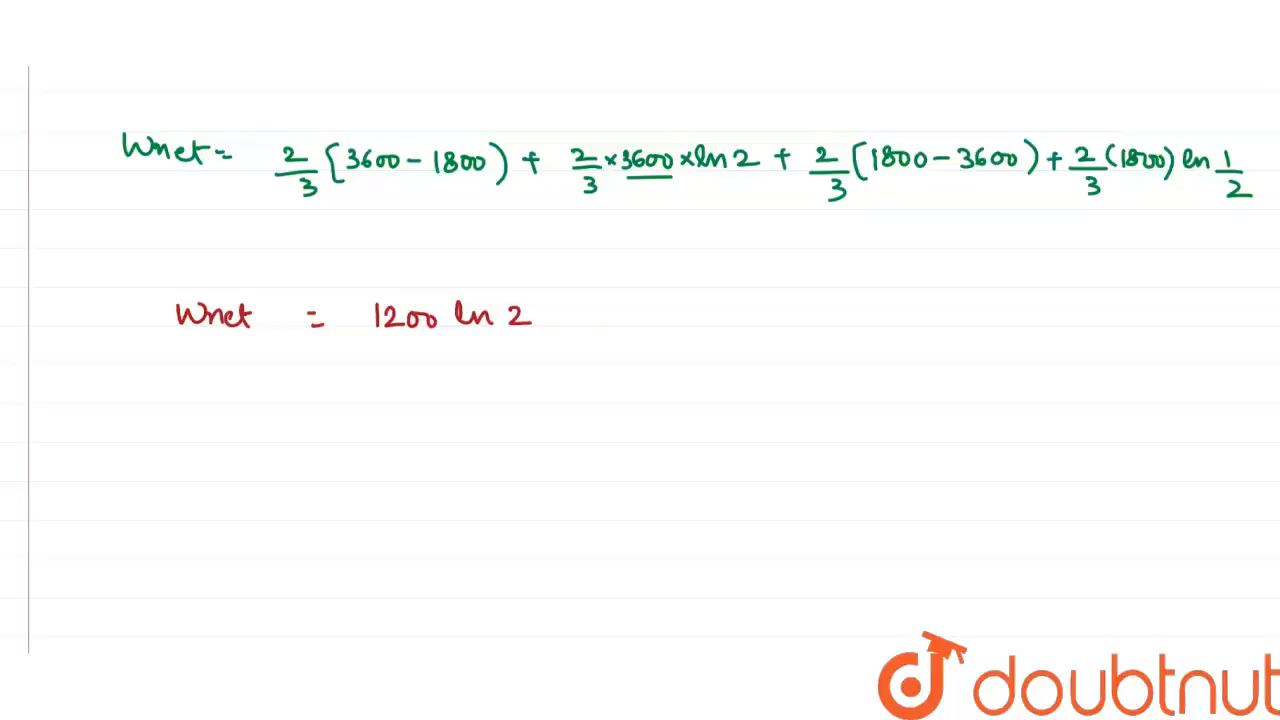 Wnet = 2/3 [3600 - 1800) + 2/3 × 3600 × ln 2 + 2/3 (1800 - 3600) + 2/3 (1800) ln 1/2
Wnet = 1200 ln 2
doubtnut